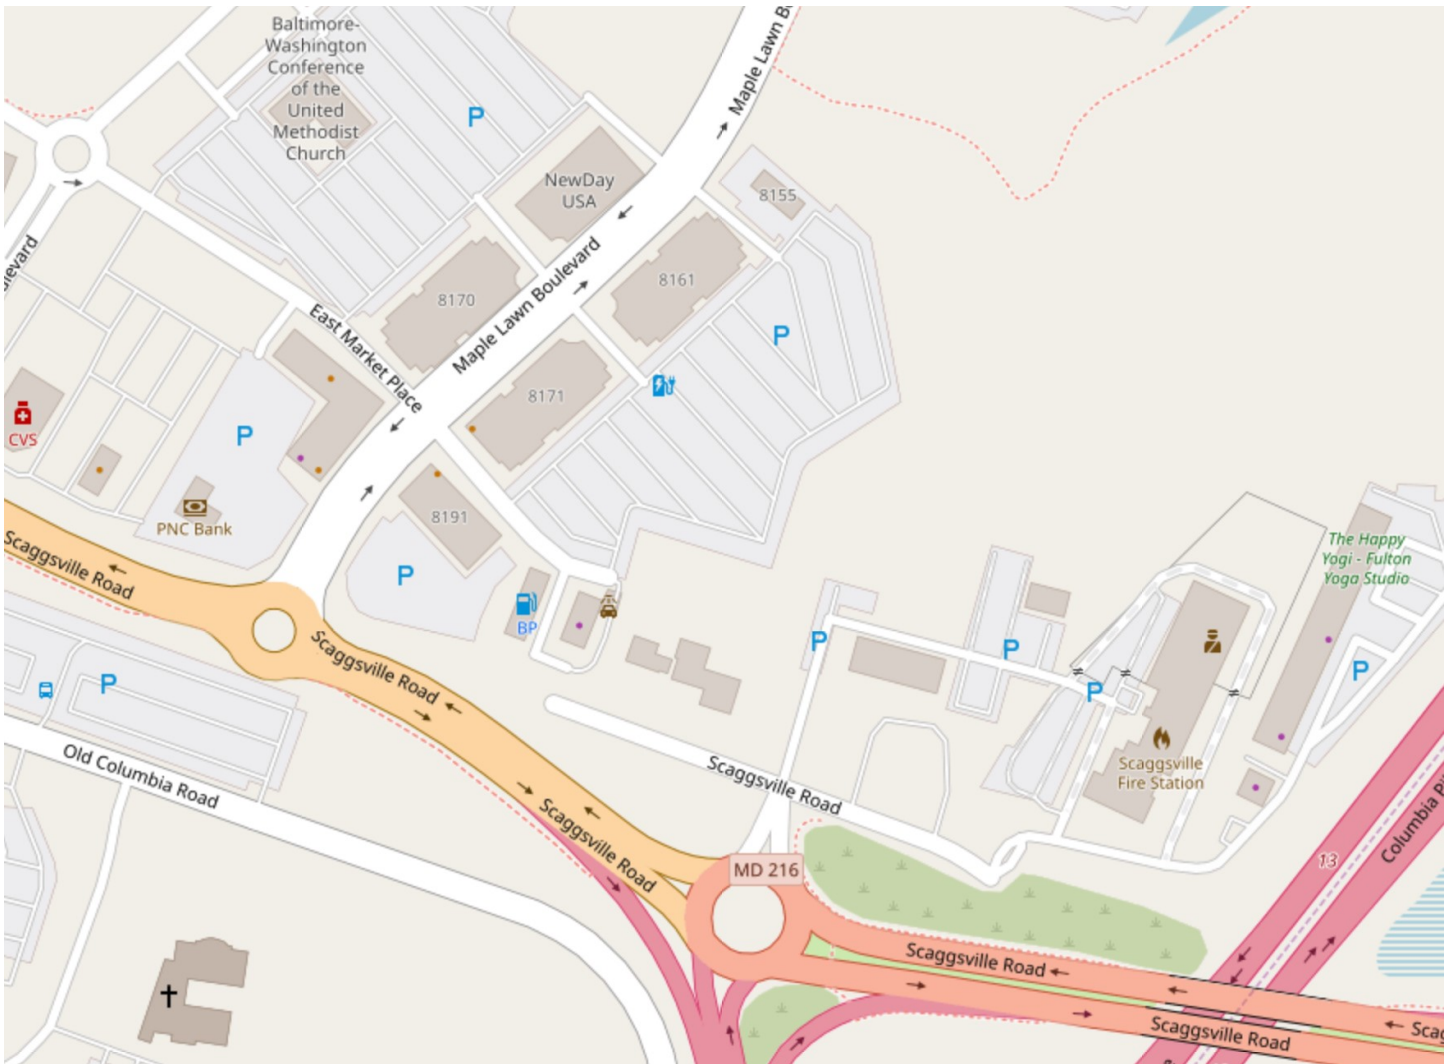 Baltimore-
Washington
Conference
of the
United
Methodist
Church
P
Maple Lawn B
NewDay
USA
8155
evard
8161
8170
Maple Lawn Boulevard
East Market Place
P
8171
CVS
P
PNC Bank
8191
P
Scaggsville Road
BP
The Happy
Yogi - Fulton
Yoga Studio
P
P
P
P
Scaggsville Road
P
Old Columbia Road
Scaggsville Road
Scaggsville
Fire Station
Scaggsville Road
MD 216
13
Columbia Pi
Scaggsville Road
Scaggsville Road
Scag